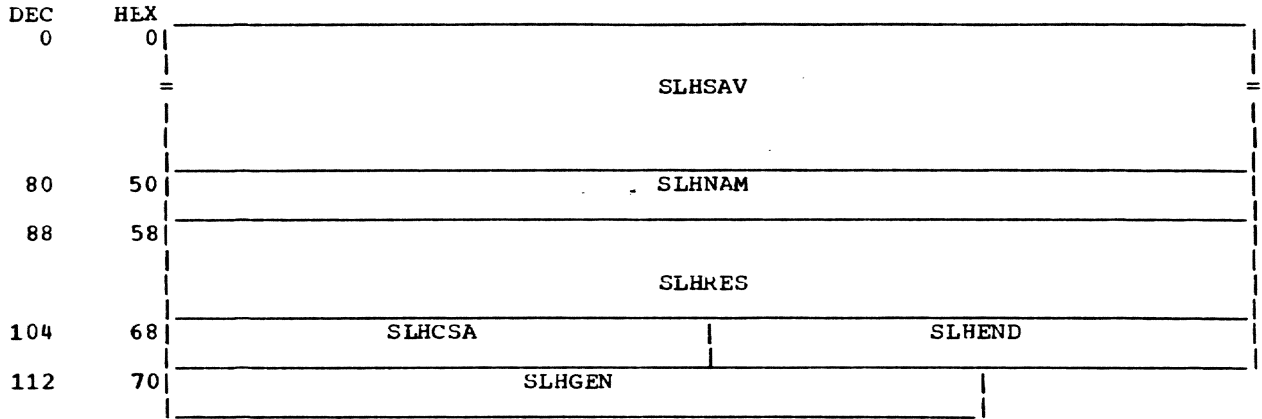 DEC HEX
0 0
= SLHSAV =
80 50 SLHNAM
88 58
SLHRES
104 68 SLHCSA SLHEND
112 70 SLHGEN